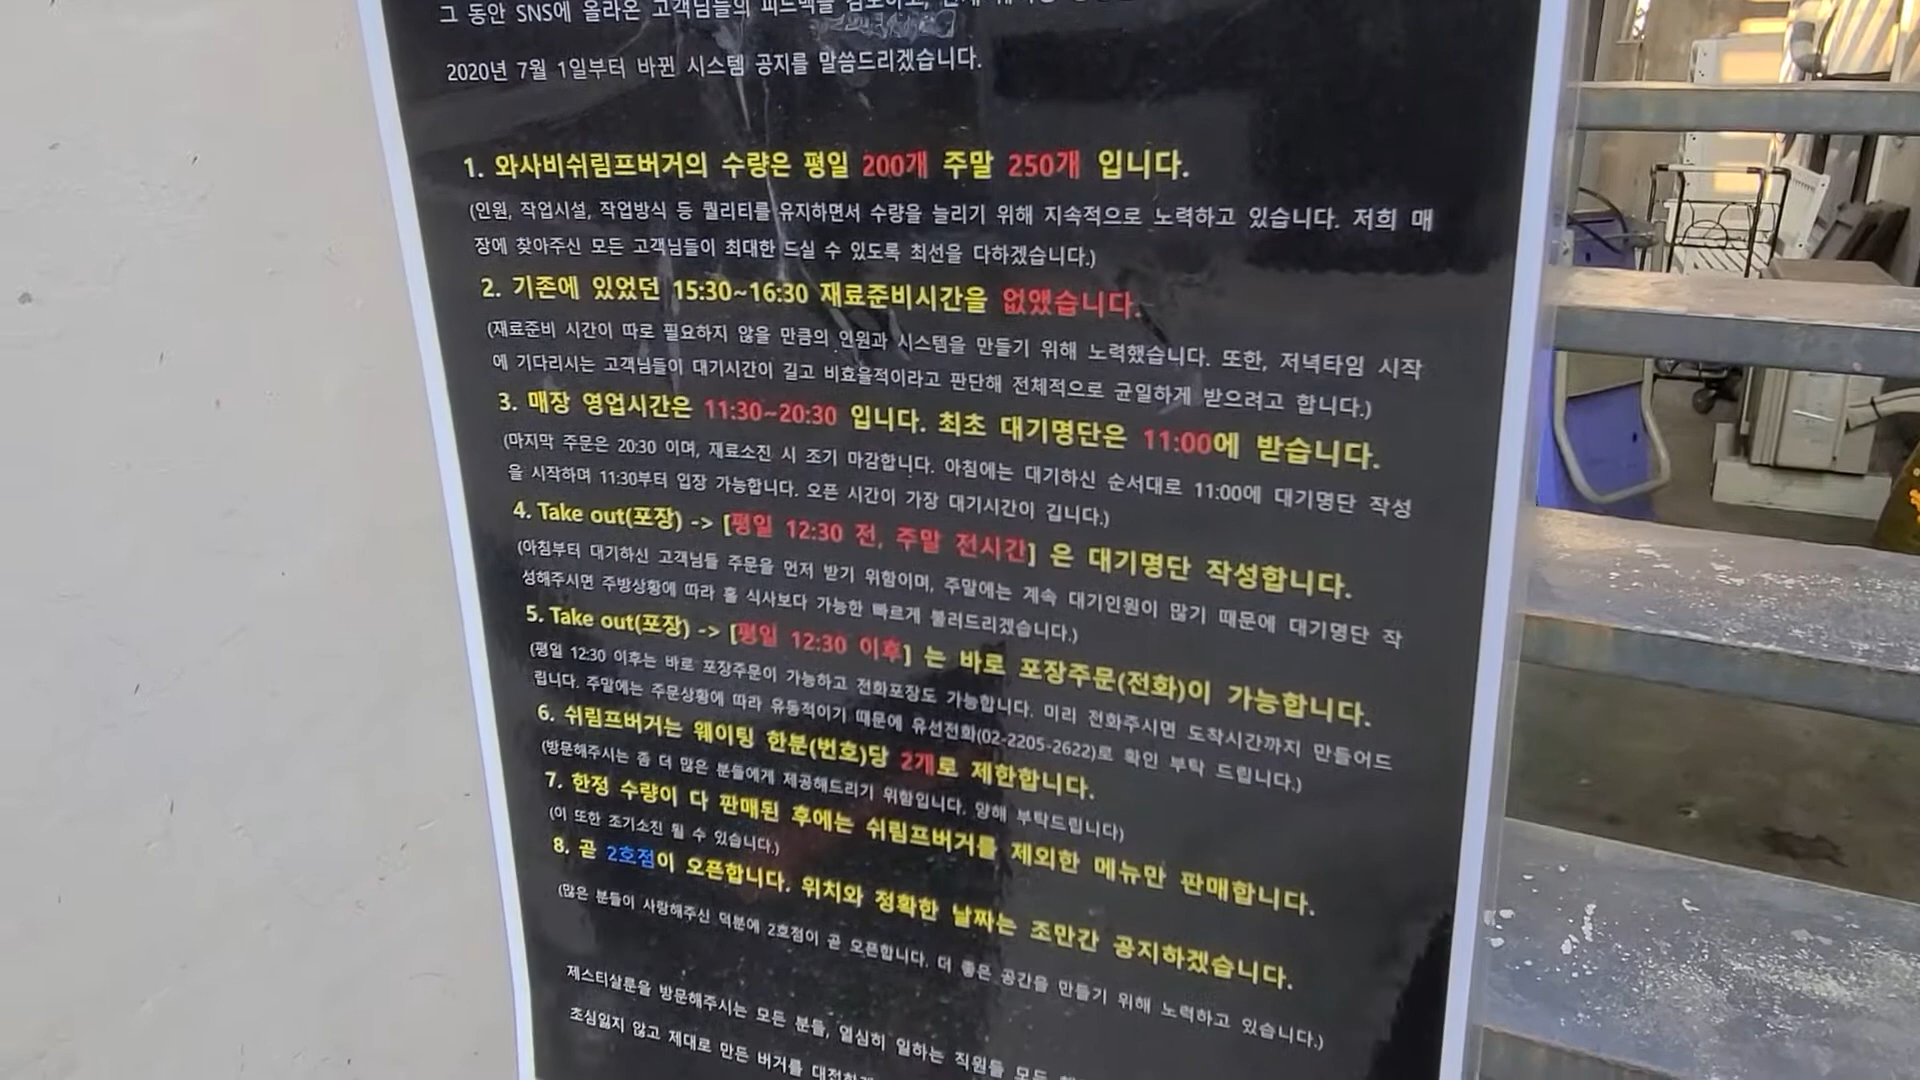 그 동안 SNS에 올라온 고객님들의 피드백을 검토하고,
2020년 7월 1일부터 바뀐 시스템 공지를 말씀드리겠습니다.
1. 와사비쉬림프버거의 수량은 평일 200개 주말 250개 입니다.
(인원, 작업시설, 작업방식 등 퀄리티를 유지하면서 수량을 늘리기 위해 지속적으로 노력하고 있습니다. 저희 매
장에 찾아주신 모든 고객님들이 최대한 드실 수 있도록 최선을 다하겠습니다.)
2. 기존에 있었던 15:30~16:30 재료준비시간을 없앴습니다.
(재료준비 시간이 따로 필요하지 않을 만큼의 인원과 시스템을 만들기 위해 노력했습니다. 또한, 저녁타임 시작
에 기다리시는 고객님들이 대기시간이 길고 비효율적이라고 판단해 전체적으로 균일하게 받으려고 합니다.)
3. 매장 영업시간은 11:30~20:30 입니다. 최초 대기명단은 11:00에 받습니다.
(마지막 주문은 20:30 이며, 재료소진 시 조기 마감합니다. 아침에는 대기하신 순서대로 11:00에 대기명단 작성
을 시작하며 11:30부터 입장 가능합니다. 오픈 시간이 가장 대기시간이 깁니다.)
4. Take out(포장) -> [평일 12:30 전, 주말 전시간] 은 대기명단 작성합니다.
(아침부터 대기하신 고객님들 주문을 먼저 받기 위함이며, 주말에는 계속 대기인원이 많기 때문에 대기명단 작
성해주시면 주방상황에 따라 홀 식사보다 가능한 빠르게 불러드리겠습니다.)
5. Take out(포장) -> [평일 12:30 이후] 는 바로 포장주문(전화)이 가능합니다.
(평일 12:30 이후는 바로 포장주문이 가능하고 전화포장도 가능합니다. 미리 전화주시면 도착시간까지 만들어드
립니다. 주말에는 주문상황에 따라 유동적이기 때문에 유선전화(02-2205-2622)로 확인 부탁 드립니다.)
6. 쉬림프버거는 웨이팅 한분(번호)당 2개로 제한합니다.
(방문해주시는 좀 더 많은 분들에게 제공해드리기 위함입니다. 양해 부탁드립니다)
7. 한정 수량이 다 판매된 후에는 쉬림프버거를 제외한 메뉴만 판매합니다.
(이 또한 조기소진 될 수 있습니다.)
8. 곧 2호점이 오픈합니다. 위치와 정확한 날짜는 조만간 공지하겠습니다.
(많은 분들이 사랑해주신 덕분에 2호점이 곧 오픈합니다. 더 좋은 공간을 만들기 위해 노력하고 있습니다.)
제스티살룬을 방문해주시는 모든 분들, 열심히 일하는 직원들 모두
초심잃지 않고 제대로 만든 버거를